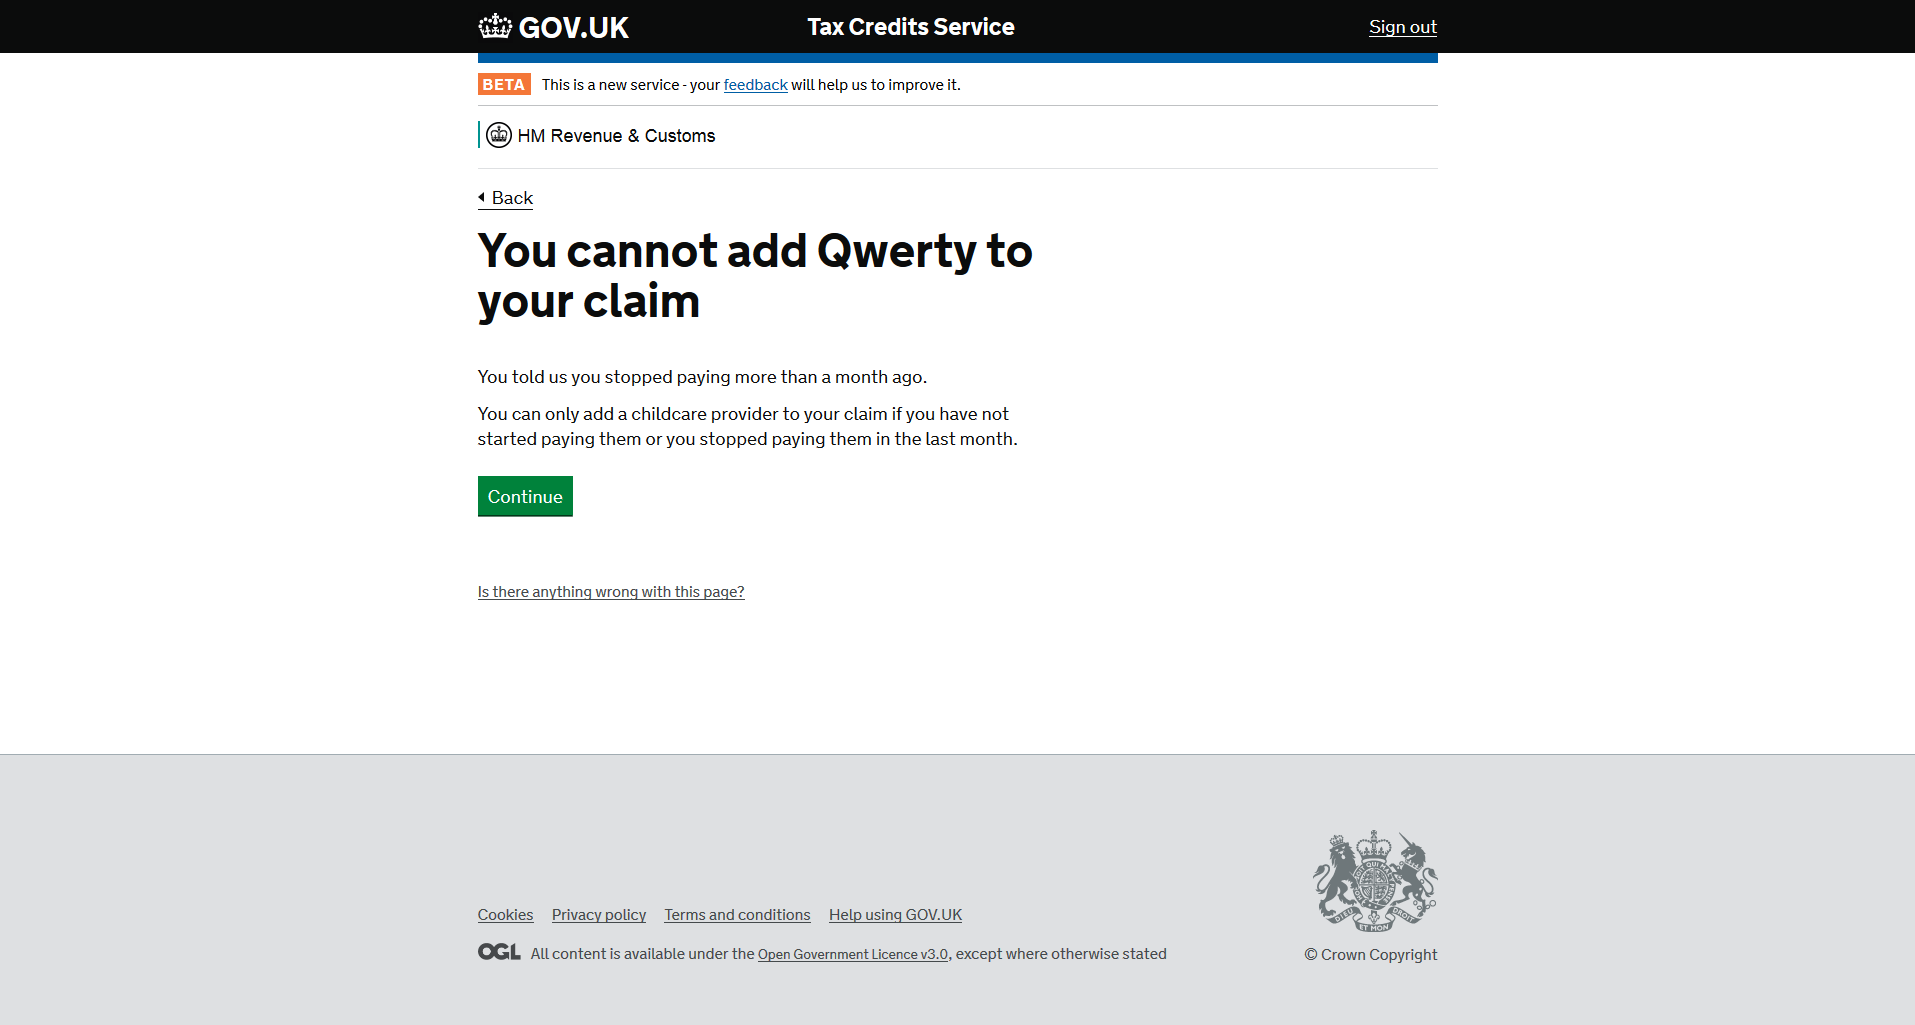 GOV.UK Tax Credits Service Sign out
BETA This is a new service - your feedback will help us to improve it.
HM Revenue & Customs
Back
You cannot add Qwerty to
your claim
You told us you stopped paying more than a month ago.
You can only add a childcare provider to your claim if you have not
started paying them or you stopped paying them in the last month.
Continue
Is there anything wrong with this page?
Cookies Privacy policy Terms and conditions Help using GOV.UK
OGL All content is available under the Open Government Licence v3.0, except where otherwise stated
© Crown Copyright